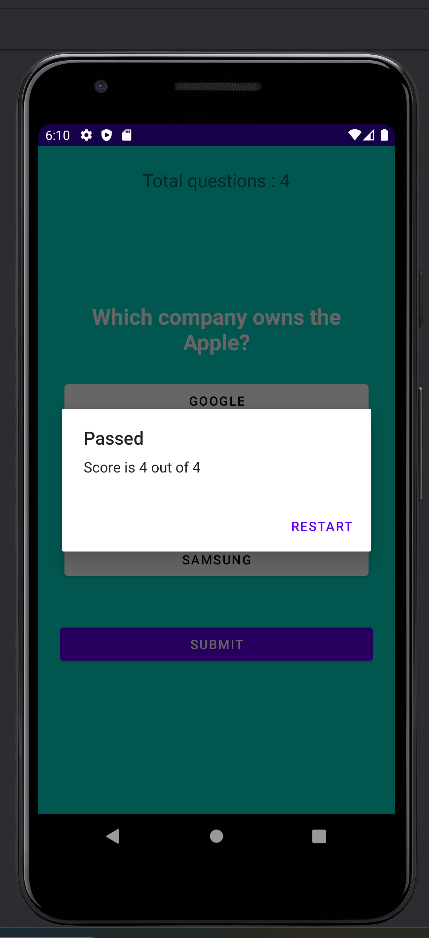 6:10
Total questions : 4
Which company owns the
Apple?
GOOGLE
Passed
Score is 4 out of 4
RESTART
SAMSUNG
SUBMIT